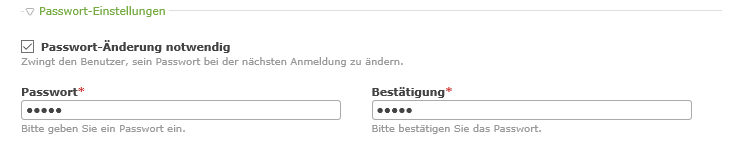 Passwort-Einstellungen
Passwort-Änderung notwendig
Zwingt den Benutzer, sein Passwort bei der nächsten Anmeldung zu ändern.
Passwort* Bestätigung*
●●●●● ●●●●●
Bitte geben Sie ein Passwort ein. Bitte bestätigen Sie das Passwort.